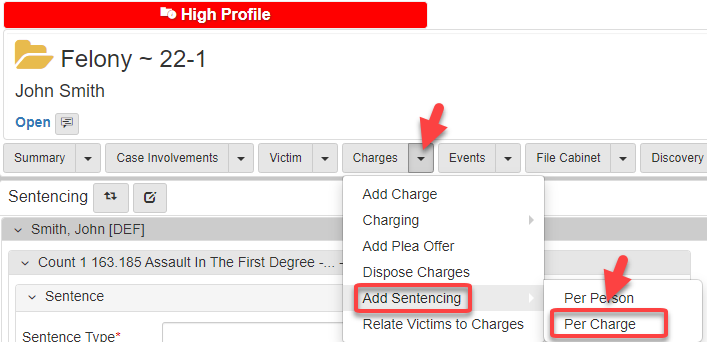 High Profile
Felony ~ 22-1
John Smith
Open
Summary Case Involvements Victim Charges Events File Cabinet Discovery
Sentencing
Add Charge
Smith, John [DEF]
Charging
Add Plea Offer
Count 1 163.185 Assault In The First Degree -... -
Dispose Charges
Sentence
Add Sentencing
Per Person
Relate Victims to Charges
Per Charge
Sentence Type*